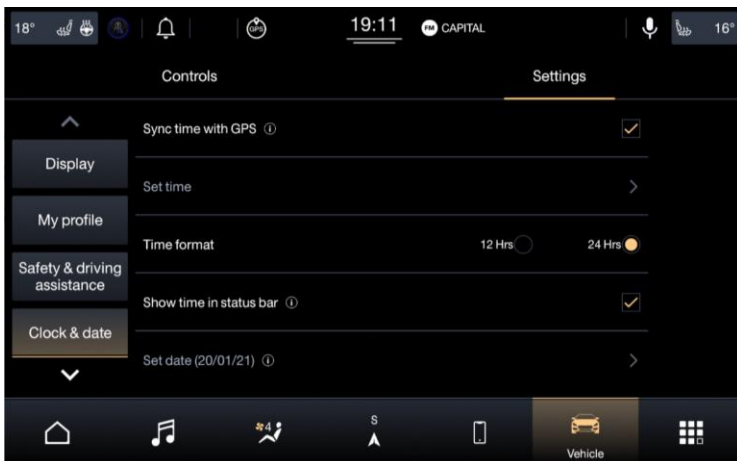 18°
GPS
19:11
FM CAPITAL
16°
Controls
Settings
Sync time with GPS
Display
Set time
My profile
Time format
12 Hrs
24 Hrs
Safety & driving
assistance
Show time in status bar
Clock & date
Set date (20/01/21)
4
S
Vehicle